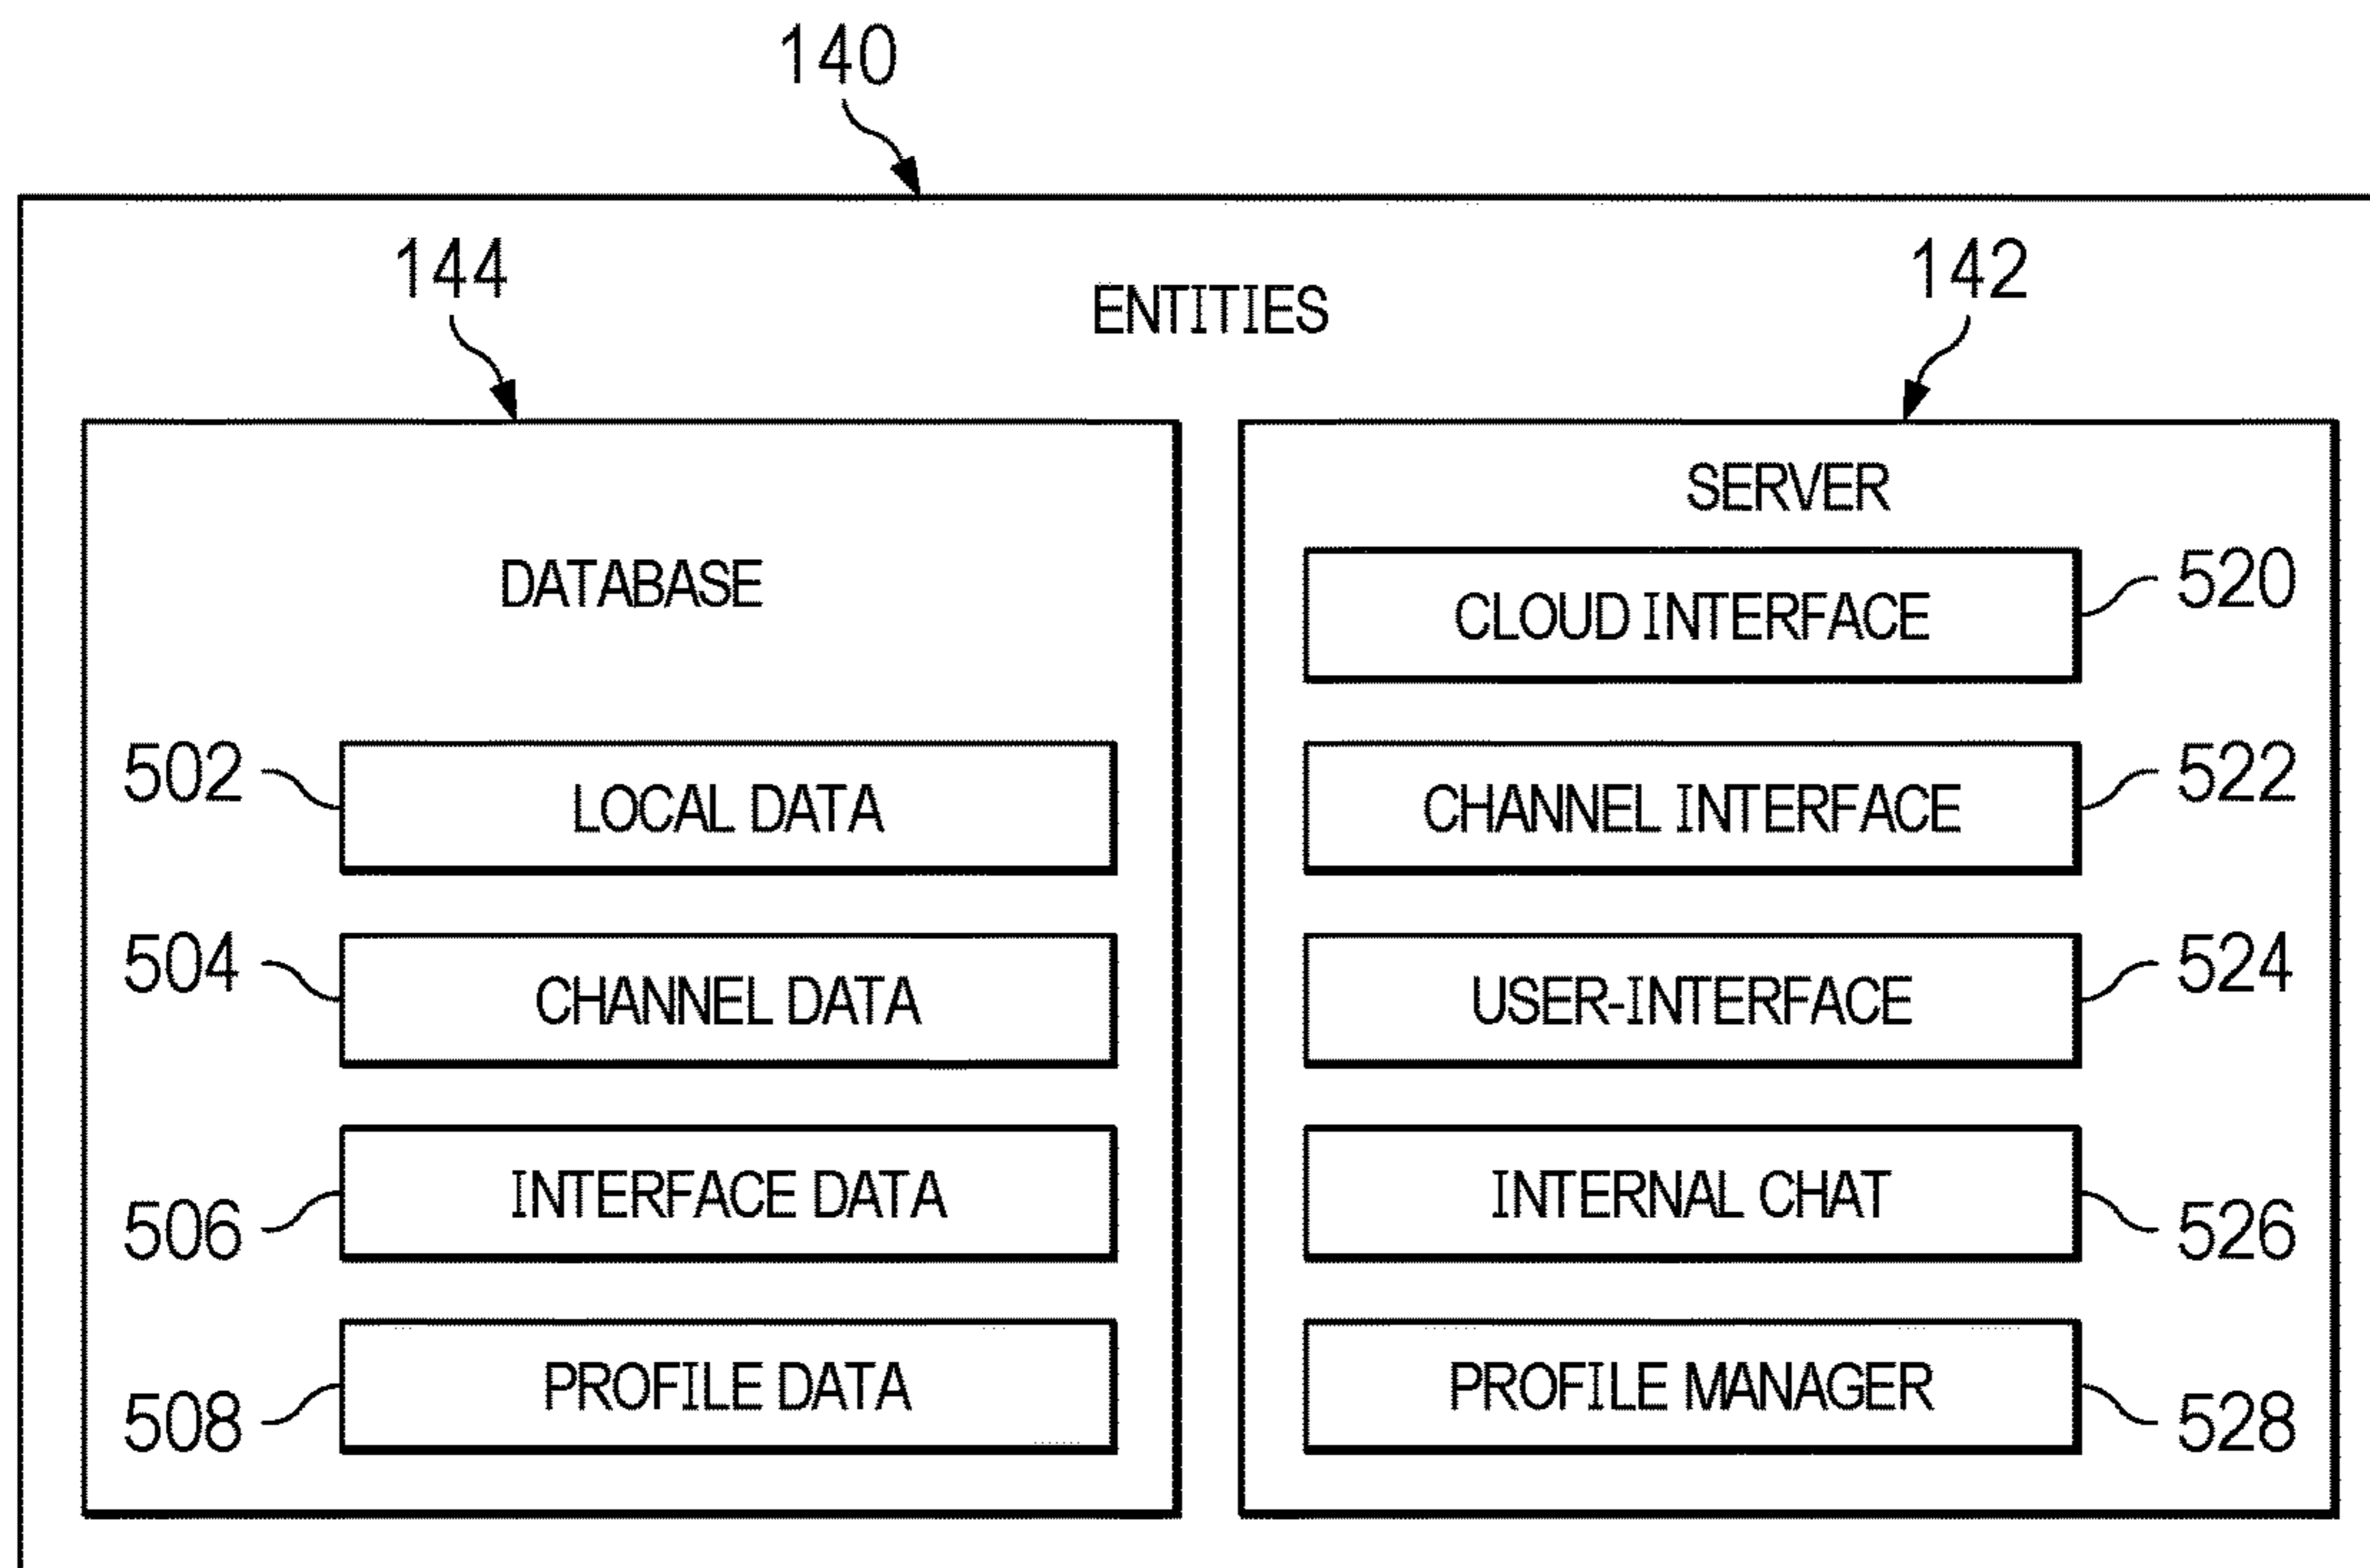 140
144
142
ENTITIES
DATABASE
502
LOCAL DATA
504
CHANNEL DATA
506
INTERFACE DATA
508
PROFILE DATA
SERVER
CLOUD INTERFACE
520
CHANNEL INTERFACE
522
USER-INTERFACE
524
INTERNAL CHAT
526
PROFILE MANAGER
528